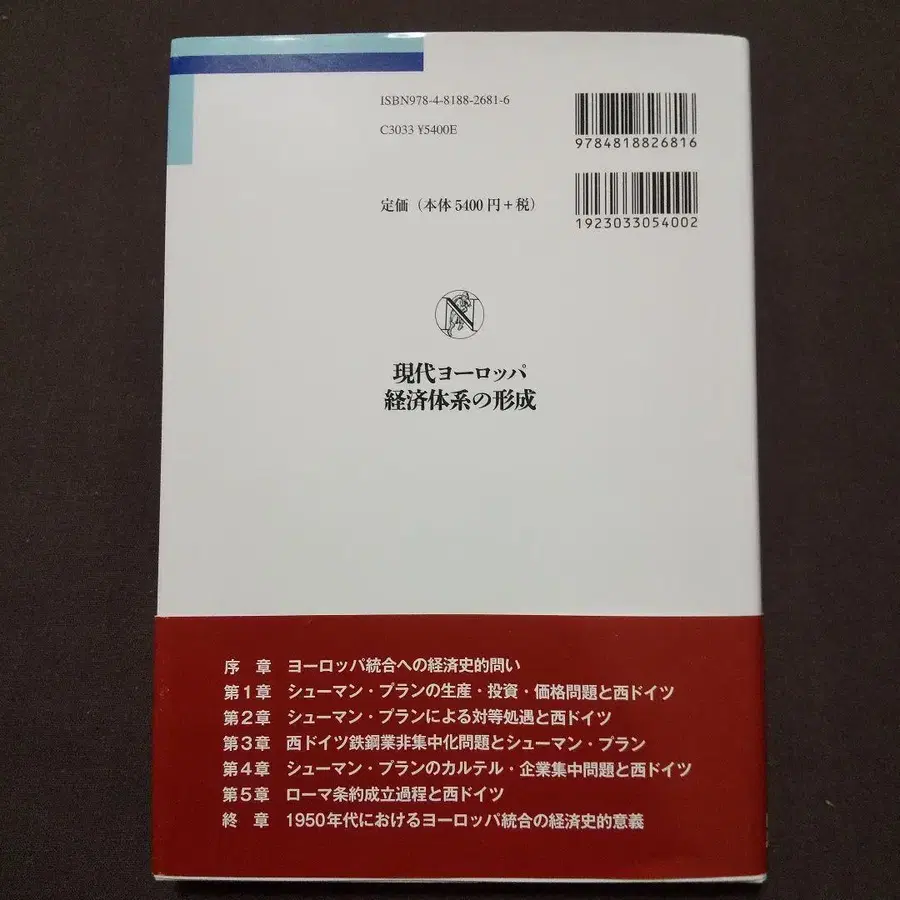 ISBN978-4-8188-2681-6
C3033 ¥5400E
9784818826816
定価（本体5400円＋税）
1923033054002
N
現代ヨーロッパ
経済体系の形成
序　章　ヨーロッパ統合への経済史的問い
第1章　シューマン・プランの生産・投資・価格問題と西ドイツ
第2章　シューマン・プランによる対等処遇と西ドイツ
第3章　西ドイツ鉄鋼業非集中化問題とシューマン・プラン
第4章　シューマン・プランのカルテル・企業集中問題と西ドイツ
第5章　ローマ条約成立過程と西ドイツ
終　章　1950年代におけるヨーロッパ統合の経済史的意義